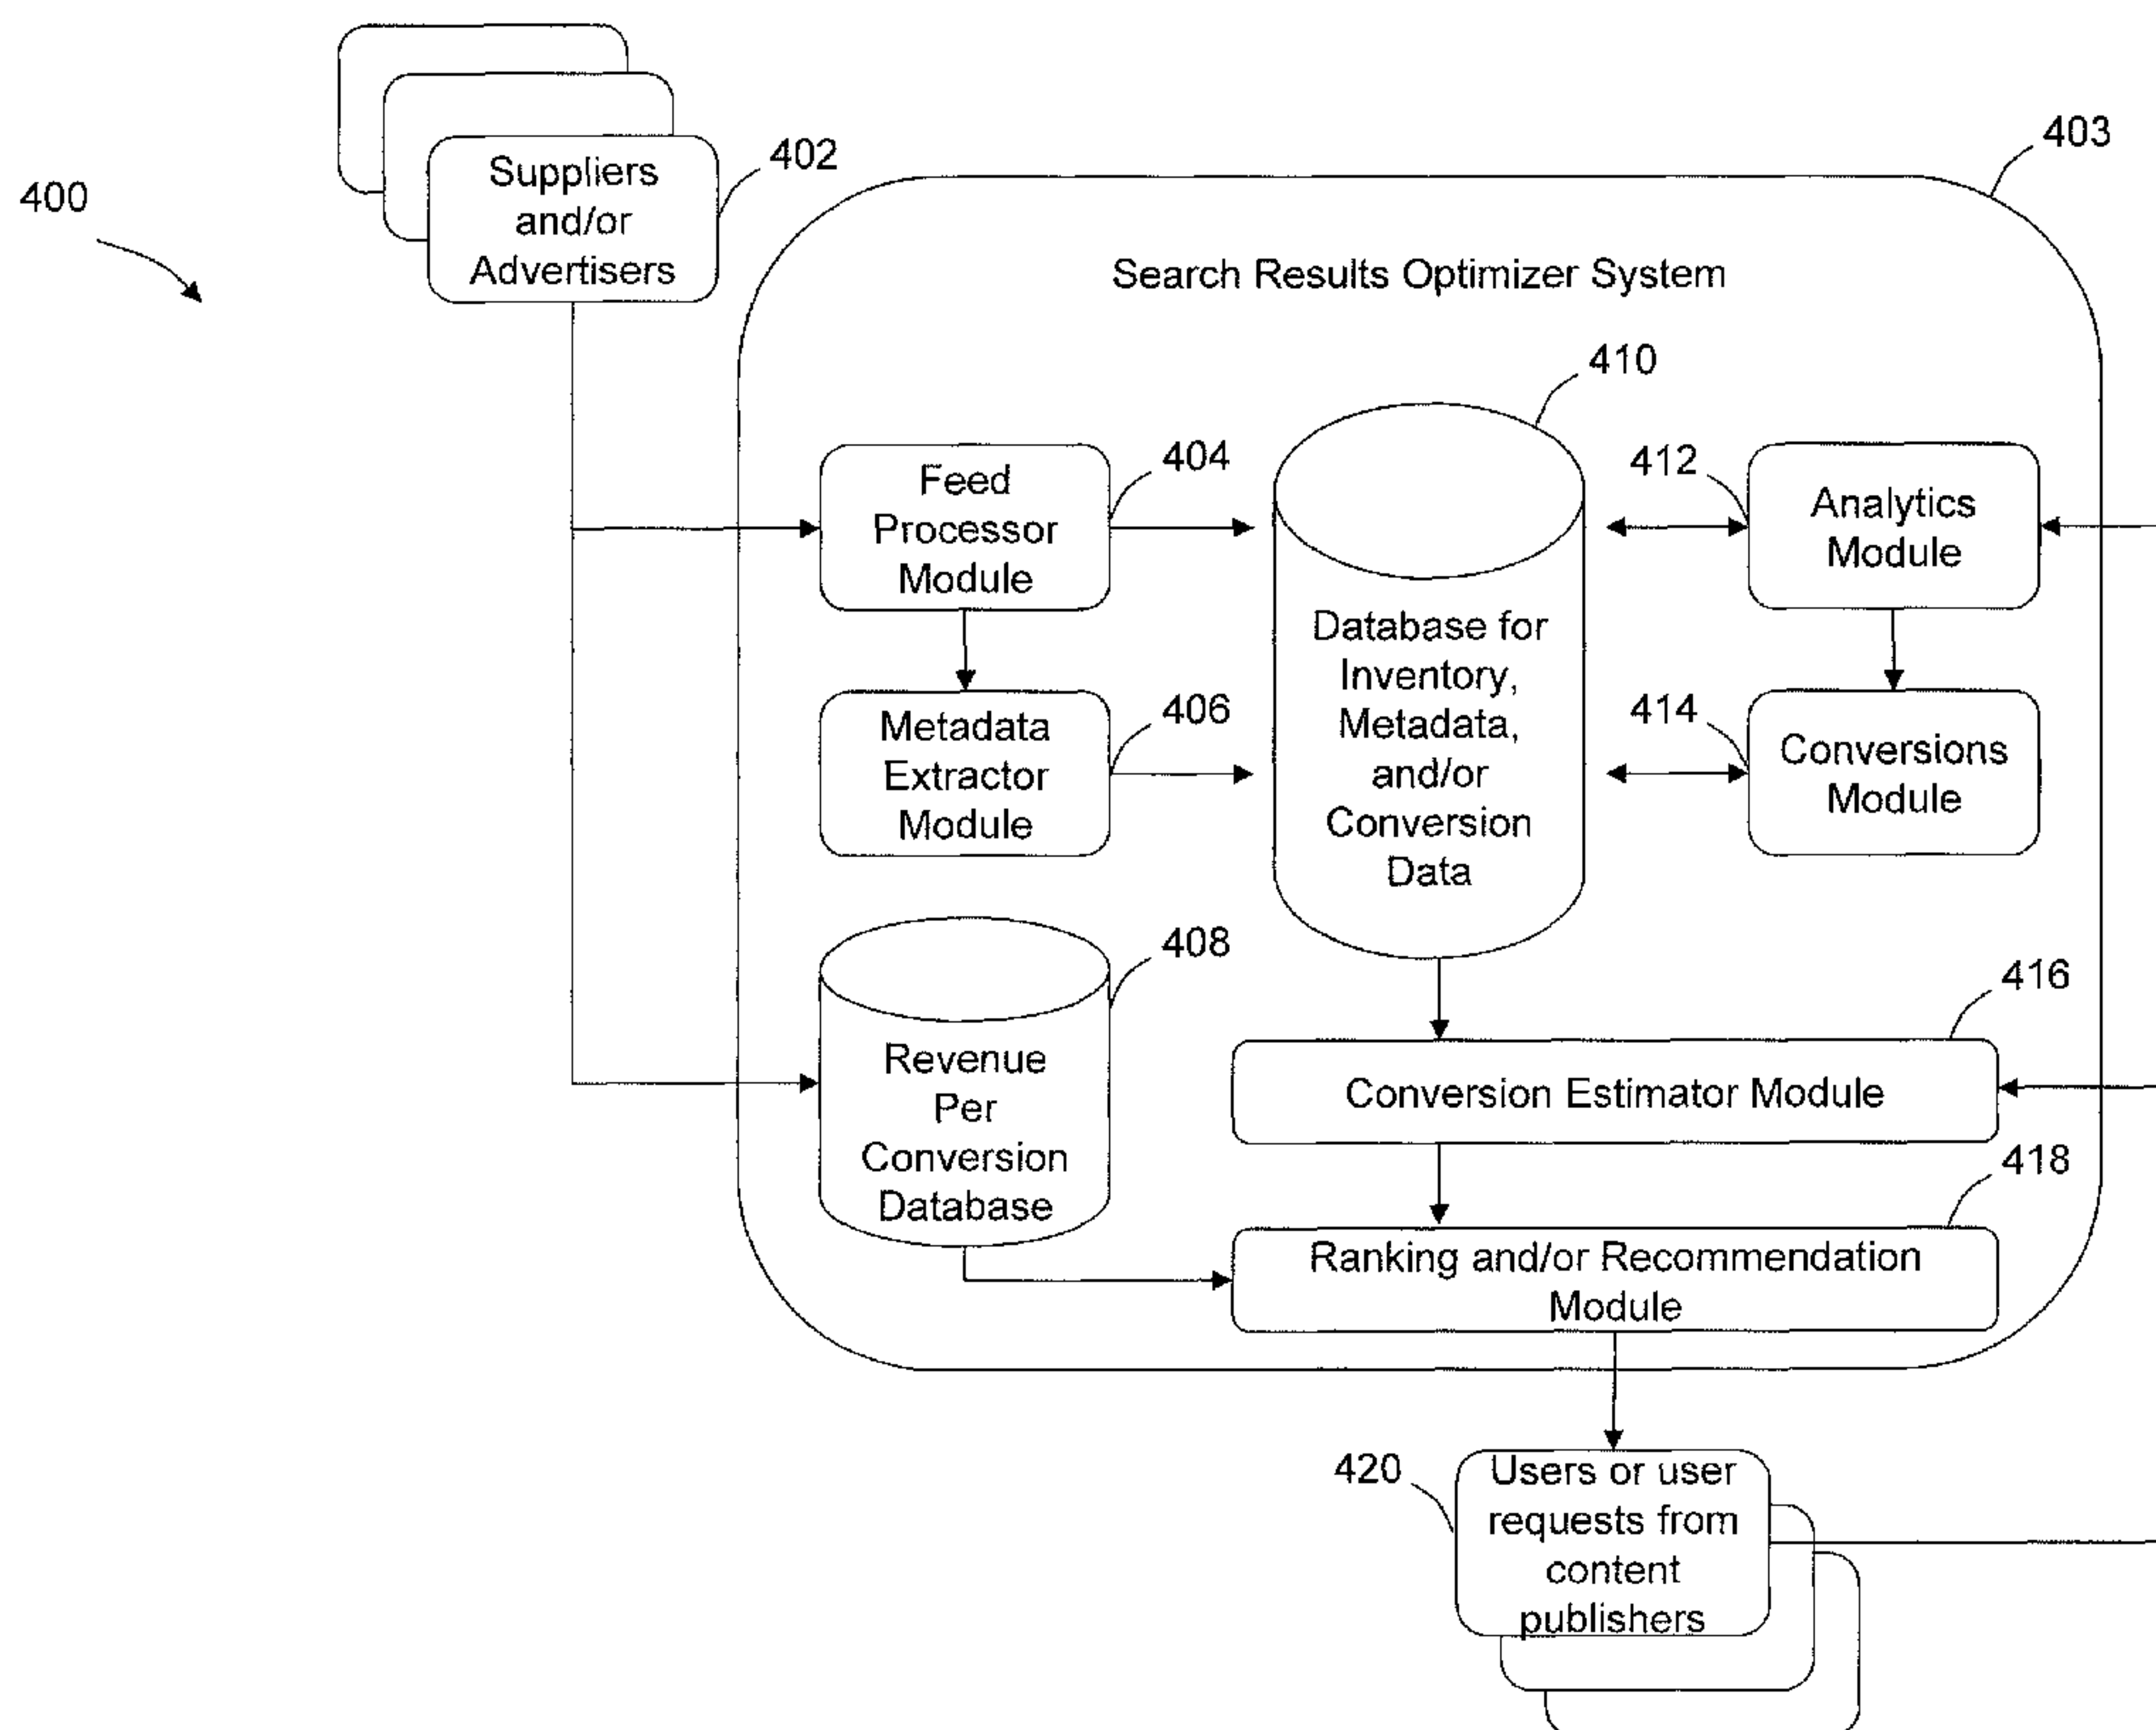 400
Suppliers
and/or
Advertisers
402
403
Search Results Optimizer System
410
Feed
Processor
Module
404
412
Analytics
Module
Metadata
Extractor
Module
406
Database for
Inventory,
Metadata,
and/or
Conversion
Data
414
Conversions
Module
408
Revenue
Per
Conversion
Database
416
Conversion Estimator Module
418
Ranking and/or Recommendation
Module
420
Users or user
requests from
content
publishers